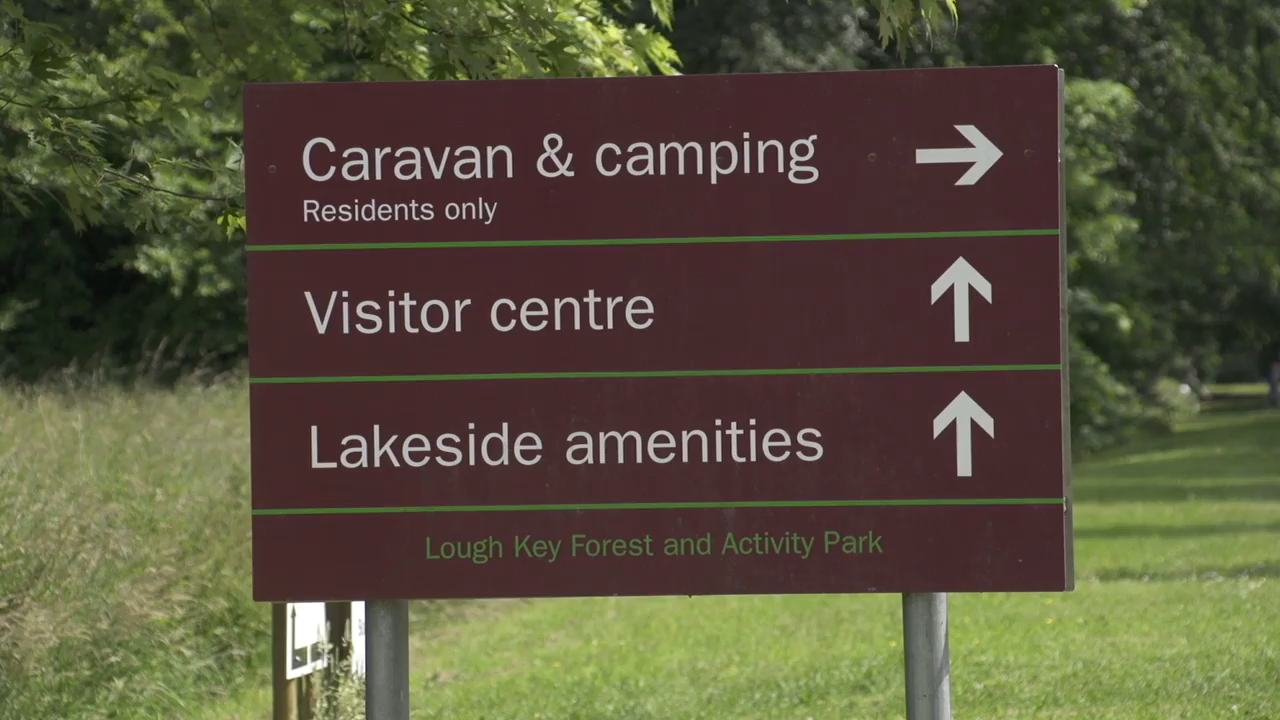 Caravan & camping
Residents only
Visitor centre
Lakeside amenities
Lough Key Forest and Activity Park